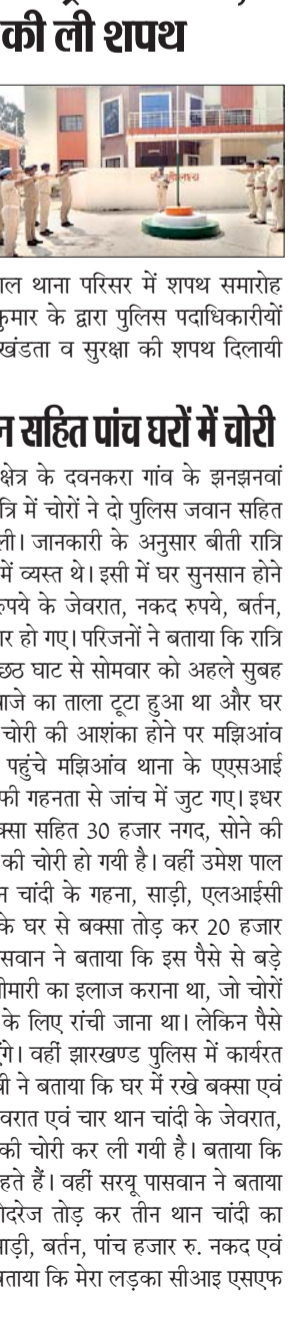 की ली शपथ
ल थाना परिसर में शपथ समारोह
कुमार के द्वारा पुलिस पदाधिकारीयों
खंडता व सुरक्षा की शपथ दिलायी
न सहित पांच घरों में चोरी
क्षेत्र के दवनकरा गांव के झनझनवां
त्रि में चोरों ने दो पुलिस जवान सहित
ली। जानकारी के अनुसार बीती रात्रि
में व्यस्त थे। इसी में घर सुनसान होने
रुपये के जेवरात, नकद रुपये, बर्तन,
ार हो गए। परिजनों ने बताया कि रात्रि
छठ घाट से सोमवार को अहले सुबह
ाजे का ताला टूटा हुआ था और घर
चोरी की आशंका होने पर मझिआंव
पहुंचे मझिआंव थाना के एएसआई
फी गहनता से जांच में जुट गए। इधर
क्सा सहित 30 हजार नगद, सोने की
की चोरी हो गयी है। वहीं उमेश पाल
न चांदी के गहना, साड़ी, एलआईसी
के घर से बक्सा तोड़ कर 20 हजार
सवान ने बताया कि इस पैसे से बड़े
ीमारी का इलाज कराना था, जो चोरों
के लिए रांची जाना था। लेकिन पैसे
ंगे। वहीं झारखण्ड पुलिस में कार्यरत
ी ने बताया कि घर में रखे बक्सा एवं
वरात एवं चार थान चांदी के जेवरात,
की चोरी कर ली गयी है। बताया कि
हते हैं। वहीं सरयू पासवान ने बताया
ोदरेज तोड़ कर तीन थान चांदी का
ाड़ी, बर्तन, पांच हजार रु. नकद एवं
बताया कि मेरा लड़का सीआइ एसएफ